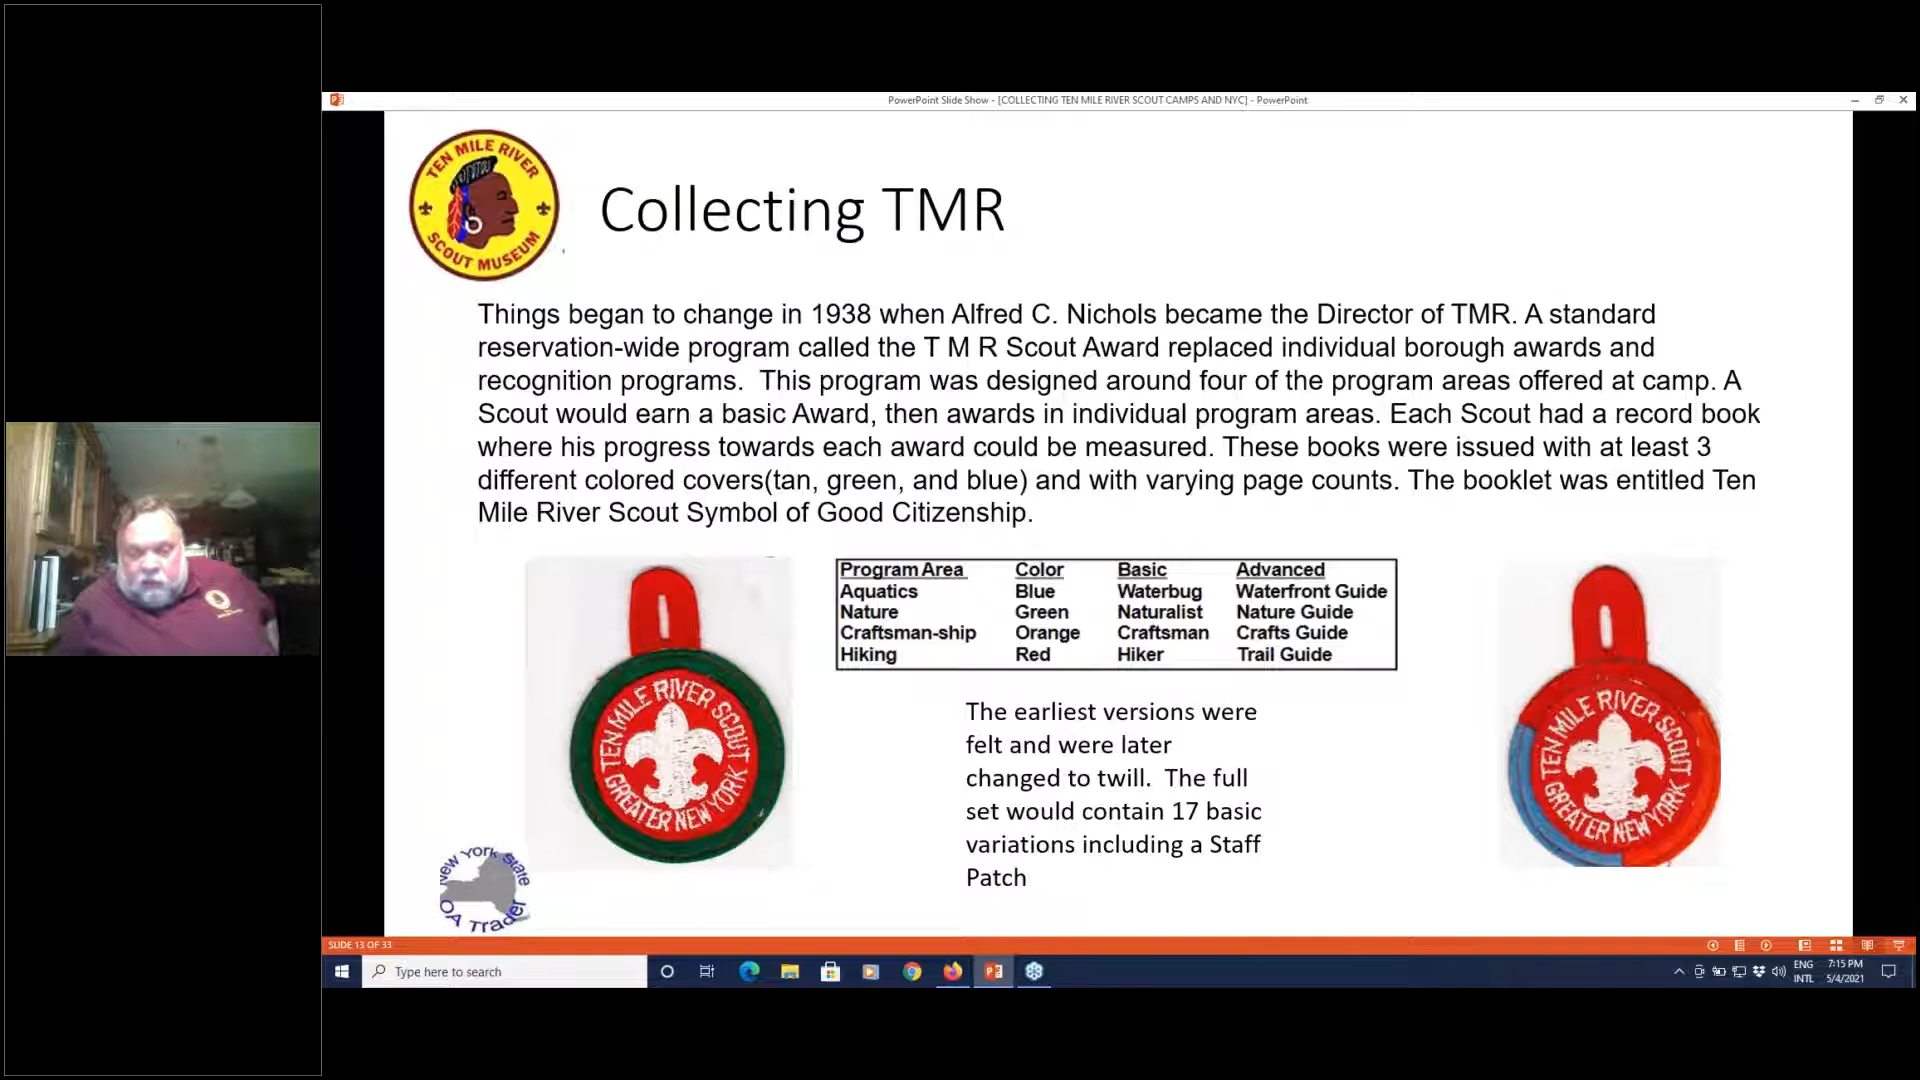 PowerPoint Slide Show - [COLLECTING TEN MILE RIVER SCOUT CAMPS AND NYC] - PowerPoint
TEN MILE RIVER
SCOUT MUSEUM
Collecting TMR
Things began to change in 1938 when Alfred C. Nichols became the Director of TMR. A standard
reservation-wide program called the T M R Scout Award replaced individual borough awards and
recognition programs.  This program was designed around four of the program areas offered at camp. A
Scout would earn a basic Award, then awards in individual program areas. Each Scout had a record book
where his progress towards each award could be measured. These books were issued with at least 3
different colored covers(tan, green, and blue) and with varying page counts. The booklet was entitled Ten
Mile River Scout Symbol of Good Citizenship.
TEN MILE RIVER SCOUT
GREATER NEW YORK
Program Area Color Basic Advanced
Aquatics Blue Waterbug Waterfront Guide
Nature Green Naturalist Nature Guide
Craftsman-ship Orange Craftsman Crafts Guide
Hiking Red Hiker Trail Guide
TEN MILE RIVER SCOUT
GREATER NEW YORK
The earliest versions were
felt and were later
changed to twill.  The full
set would contain 17 basic
variations including a Staff
Patch
New York State
OA Trader
SLIDE 13 OF 33
Type here to search
ENG
INTL
7:15 PM
5/4/2021